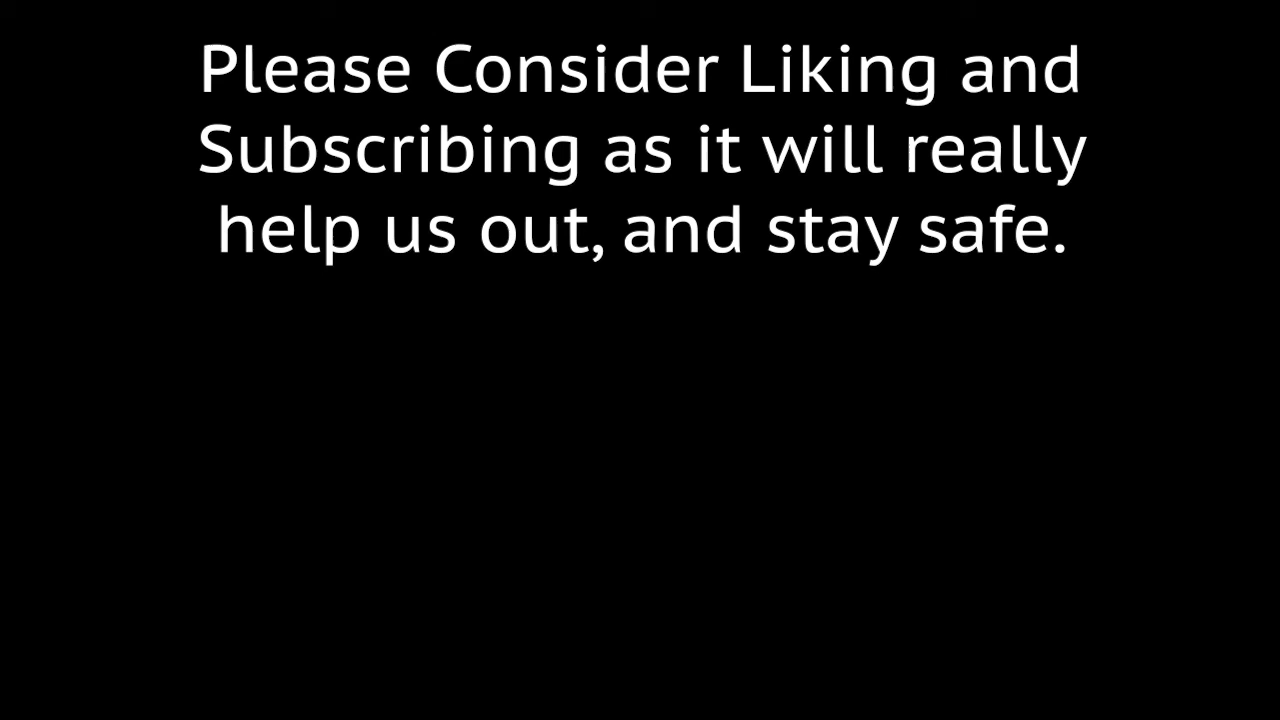 Please Consider Liking and
Subscribing as it will really
help us out, and stay safe.